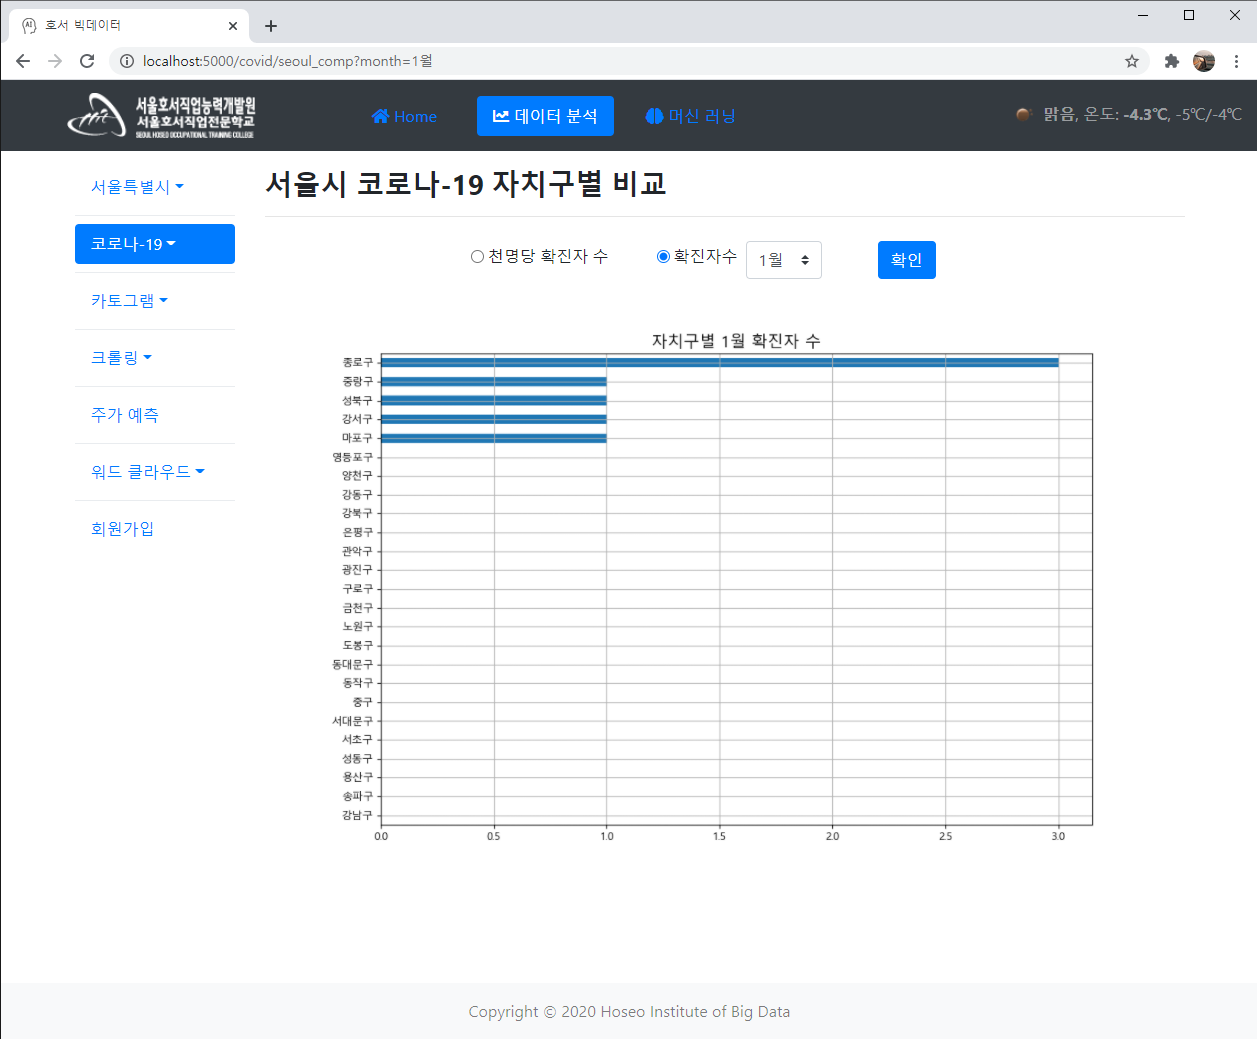 호서 빅데이터
localhost:5000/covid/seoul_comp?month=1월
서울호서직업능력개발원
서울호서직업전문학교
SEOUL HOSEO OCCUPATIONAL TRAINING COLLEGE
Home
데이터 분석
머신 러닝
맑음, 온도: -4.3℃, -5℃/-4℃
서울특별시
코로나-19
카토그램
크롤링
주가 예측
워드 클라우드
회원가입
서울시 코로나-19 자치구별 비교
천명당 확진자 수
확진자수
1월
확인
자치구별 1월 확진자 수
종로구
중랑구
성북구
강서구
마포구
영등포구
양천구
강동구
강북구
은평구
관악구
광진구
구로구
금천구
노원구
도봉구
동대문구
동작구
중구
서대문구
서초구
성동구
용산구
송파구
강남구
0.0 0.5 1.0 1.5 2.0 2.5 3.0
Copyright © 2020 Hoseo Institute of Big Data